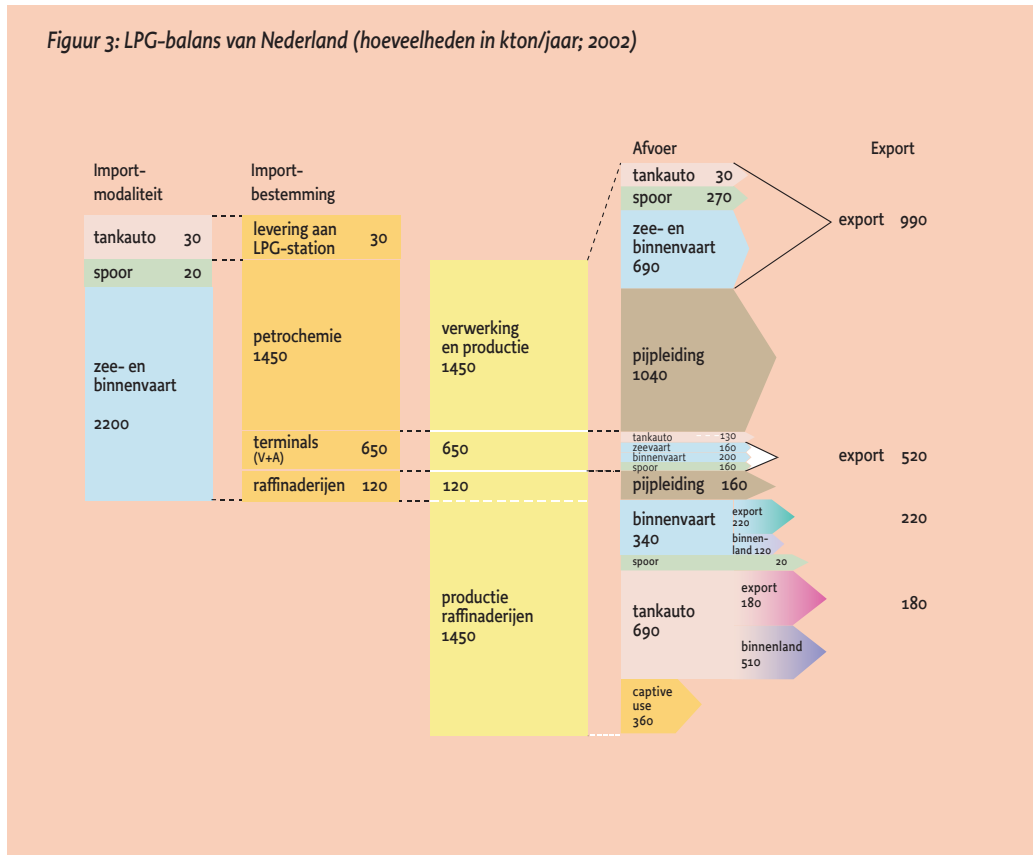 Figuur 3: LPG-balans van Nederland (hoeveelheden in kton/jaar; 2002)
Import-
modaliteit
tankauto 30
spoor 20
zee- en
binnenvaart
2200
Import-
bestemming
levering aan
LPG-station 30
petrochemie
1450
terminals
(V+A) 650
raffinaderijen 120
verwerking
en productie
1450
650
120
productie
raffinaderijen
1450
Afvoer
tankauto 30
spoor 270
zee- en
binnenvaart
690
pijpleiding
1040
tankauto 130
zeevaart 160
binnenvaart 200
spoor 160
pijpleiding 160
binnenvaart
340
export
220
binnen-
land 120
spoor 20
tankauto
690
export
180
binnenland
510
captive
use
360
Export
export 990
export 520
220
180